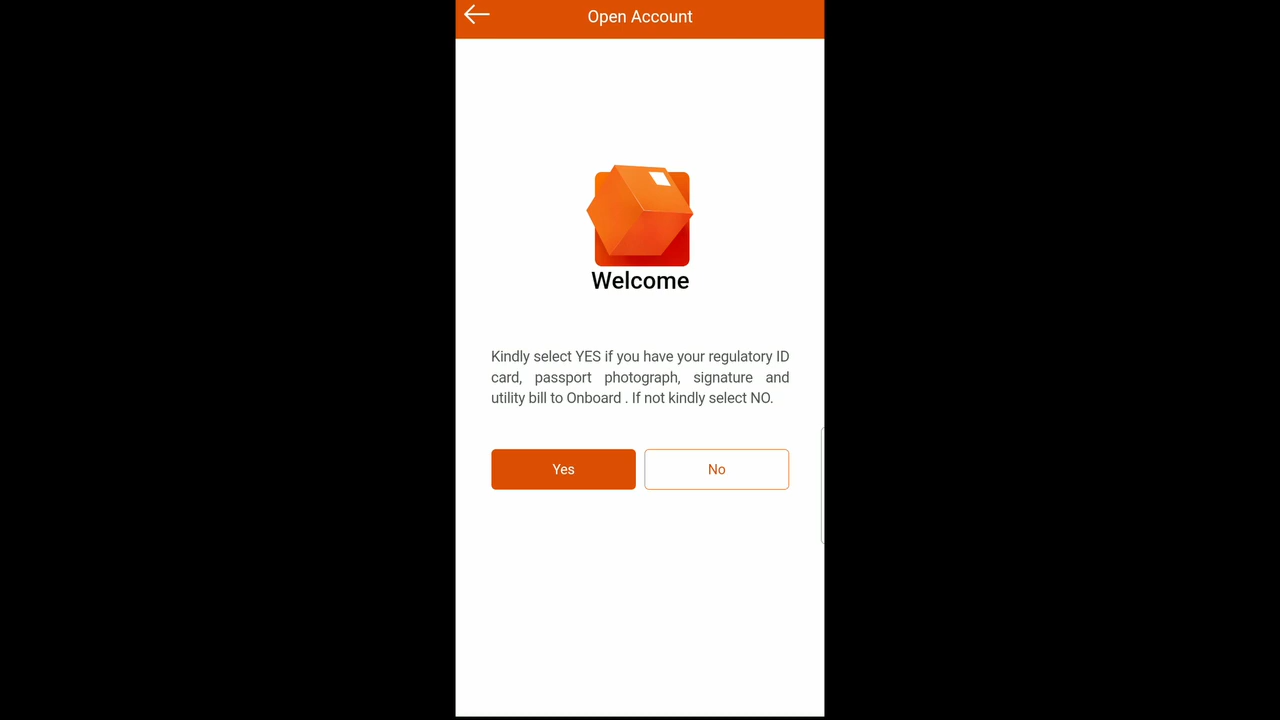 Open Account
Welcome
Kindly select YES if you have your regulatory ID
card, passport photograph, signature and
utility bill to Onboard . If not kindly select NO.
Yes
No